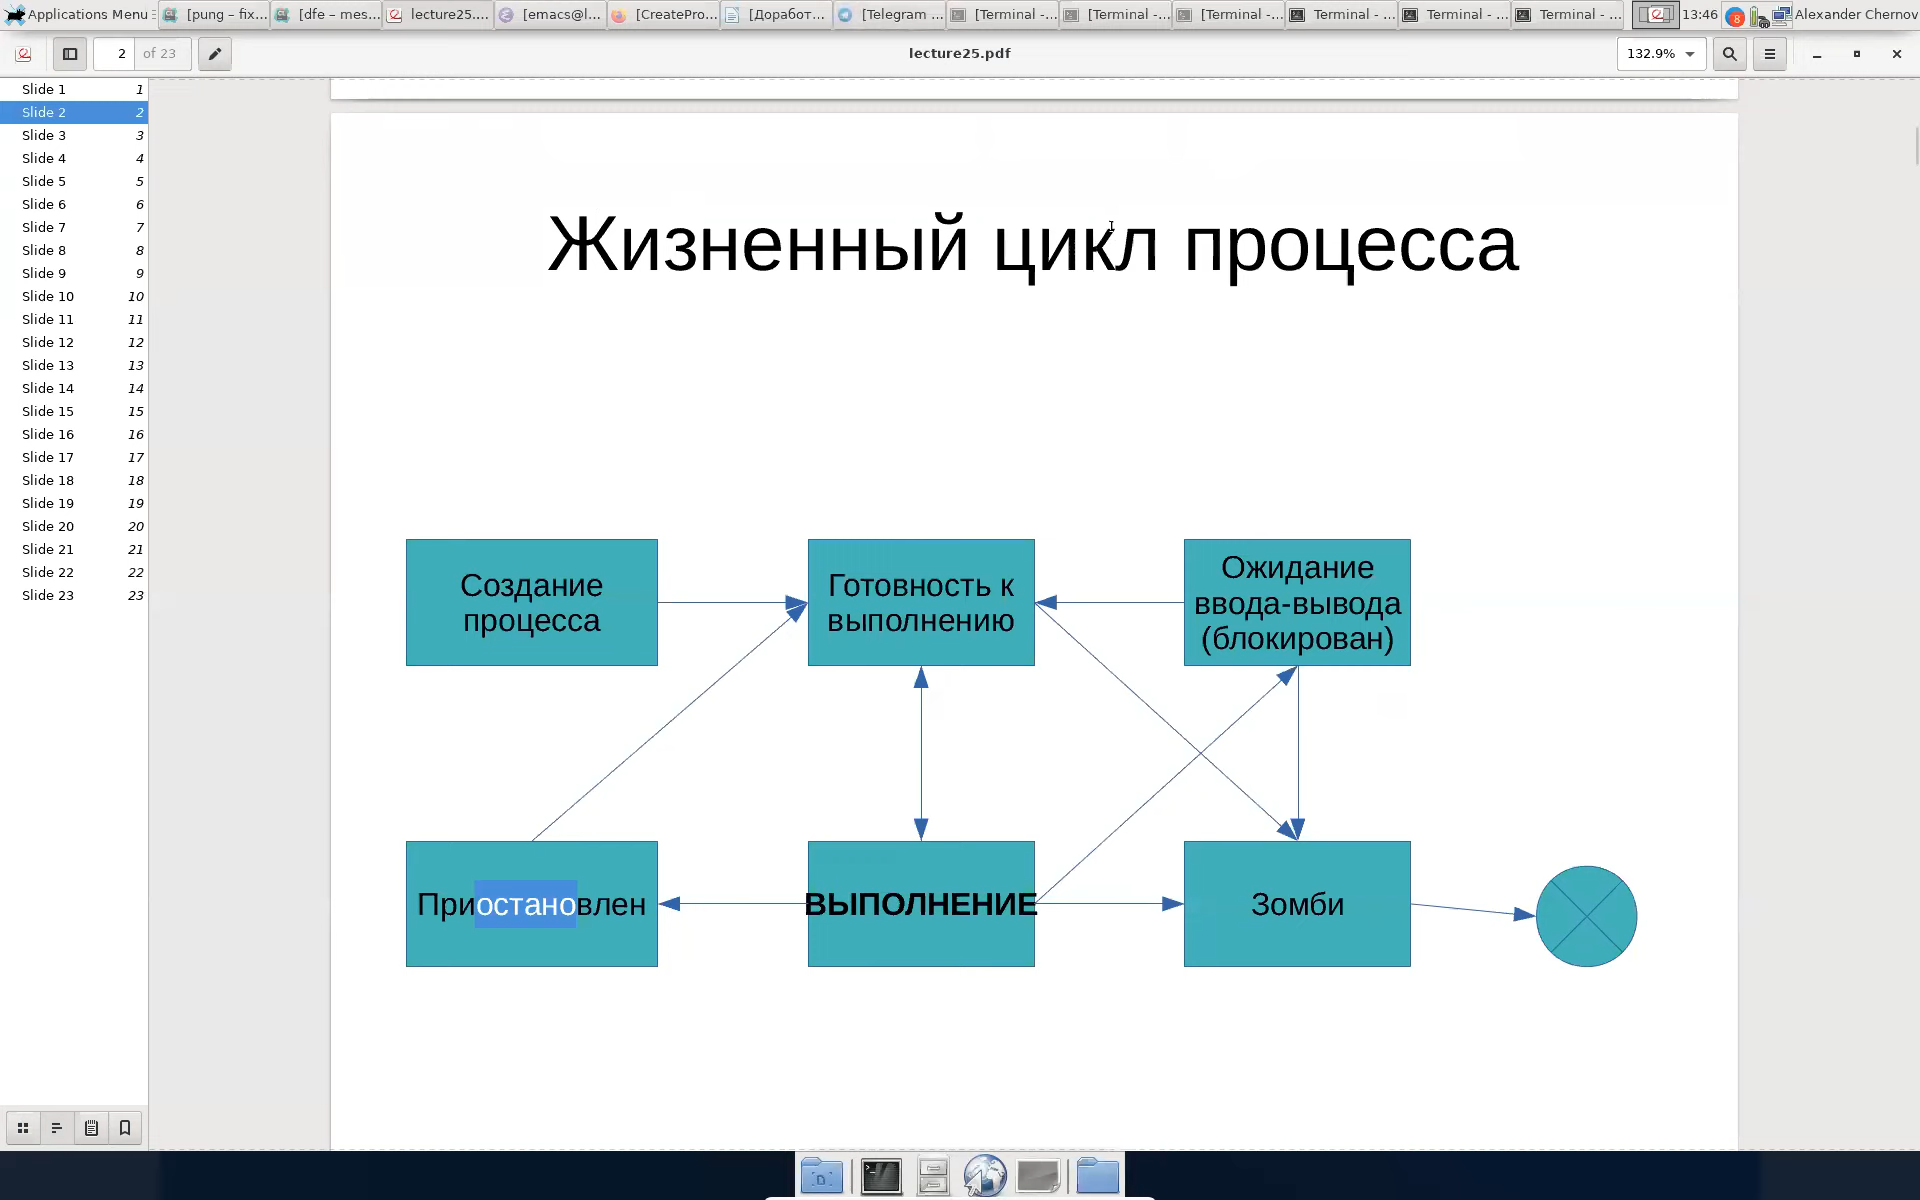 Applications Menu
[pung – fix...
[dfe – mes...
lecture25....
[emacs@l...
[CreatePro...
[Доработ...
[Telegram ...
[Terminal -...
[Terminal -...
[Terminal -...
Terminal - ...
Terminal - ...
Terminal - ...
13:46
8
Alexander Chernov
2 of 23
lecture25.pdf
132.9%
Slide 1 1
Slide 2 2
Slide 3 3
Slide 4 4
Slide 5 5
Slide 6 6
Slide 7 7
Slide 8 8
Slide 9 9
Slide 10 10
Slide 11 11
Slide 12 12
Slide 13 13
Slide 14 14
Slide 15 15
Slide 16 16
Slide 17 17
Slide 18 18
Slide 19 19
Slide 20 20
Slide 21 21
Slide 22 22
Slide 23 23
Жизненный цикл процесса
Создание
процесса
Готовность к
выполнению
Ожидание
ввода-вывода
(блокирован)
Приостановлен
ВЫПОЛНЕНИЕ
Зомби